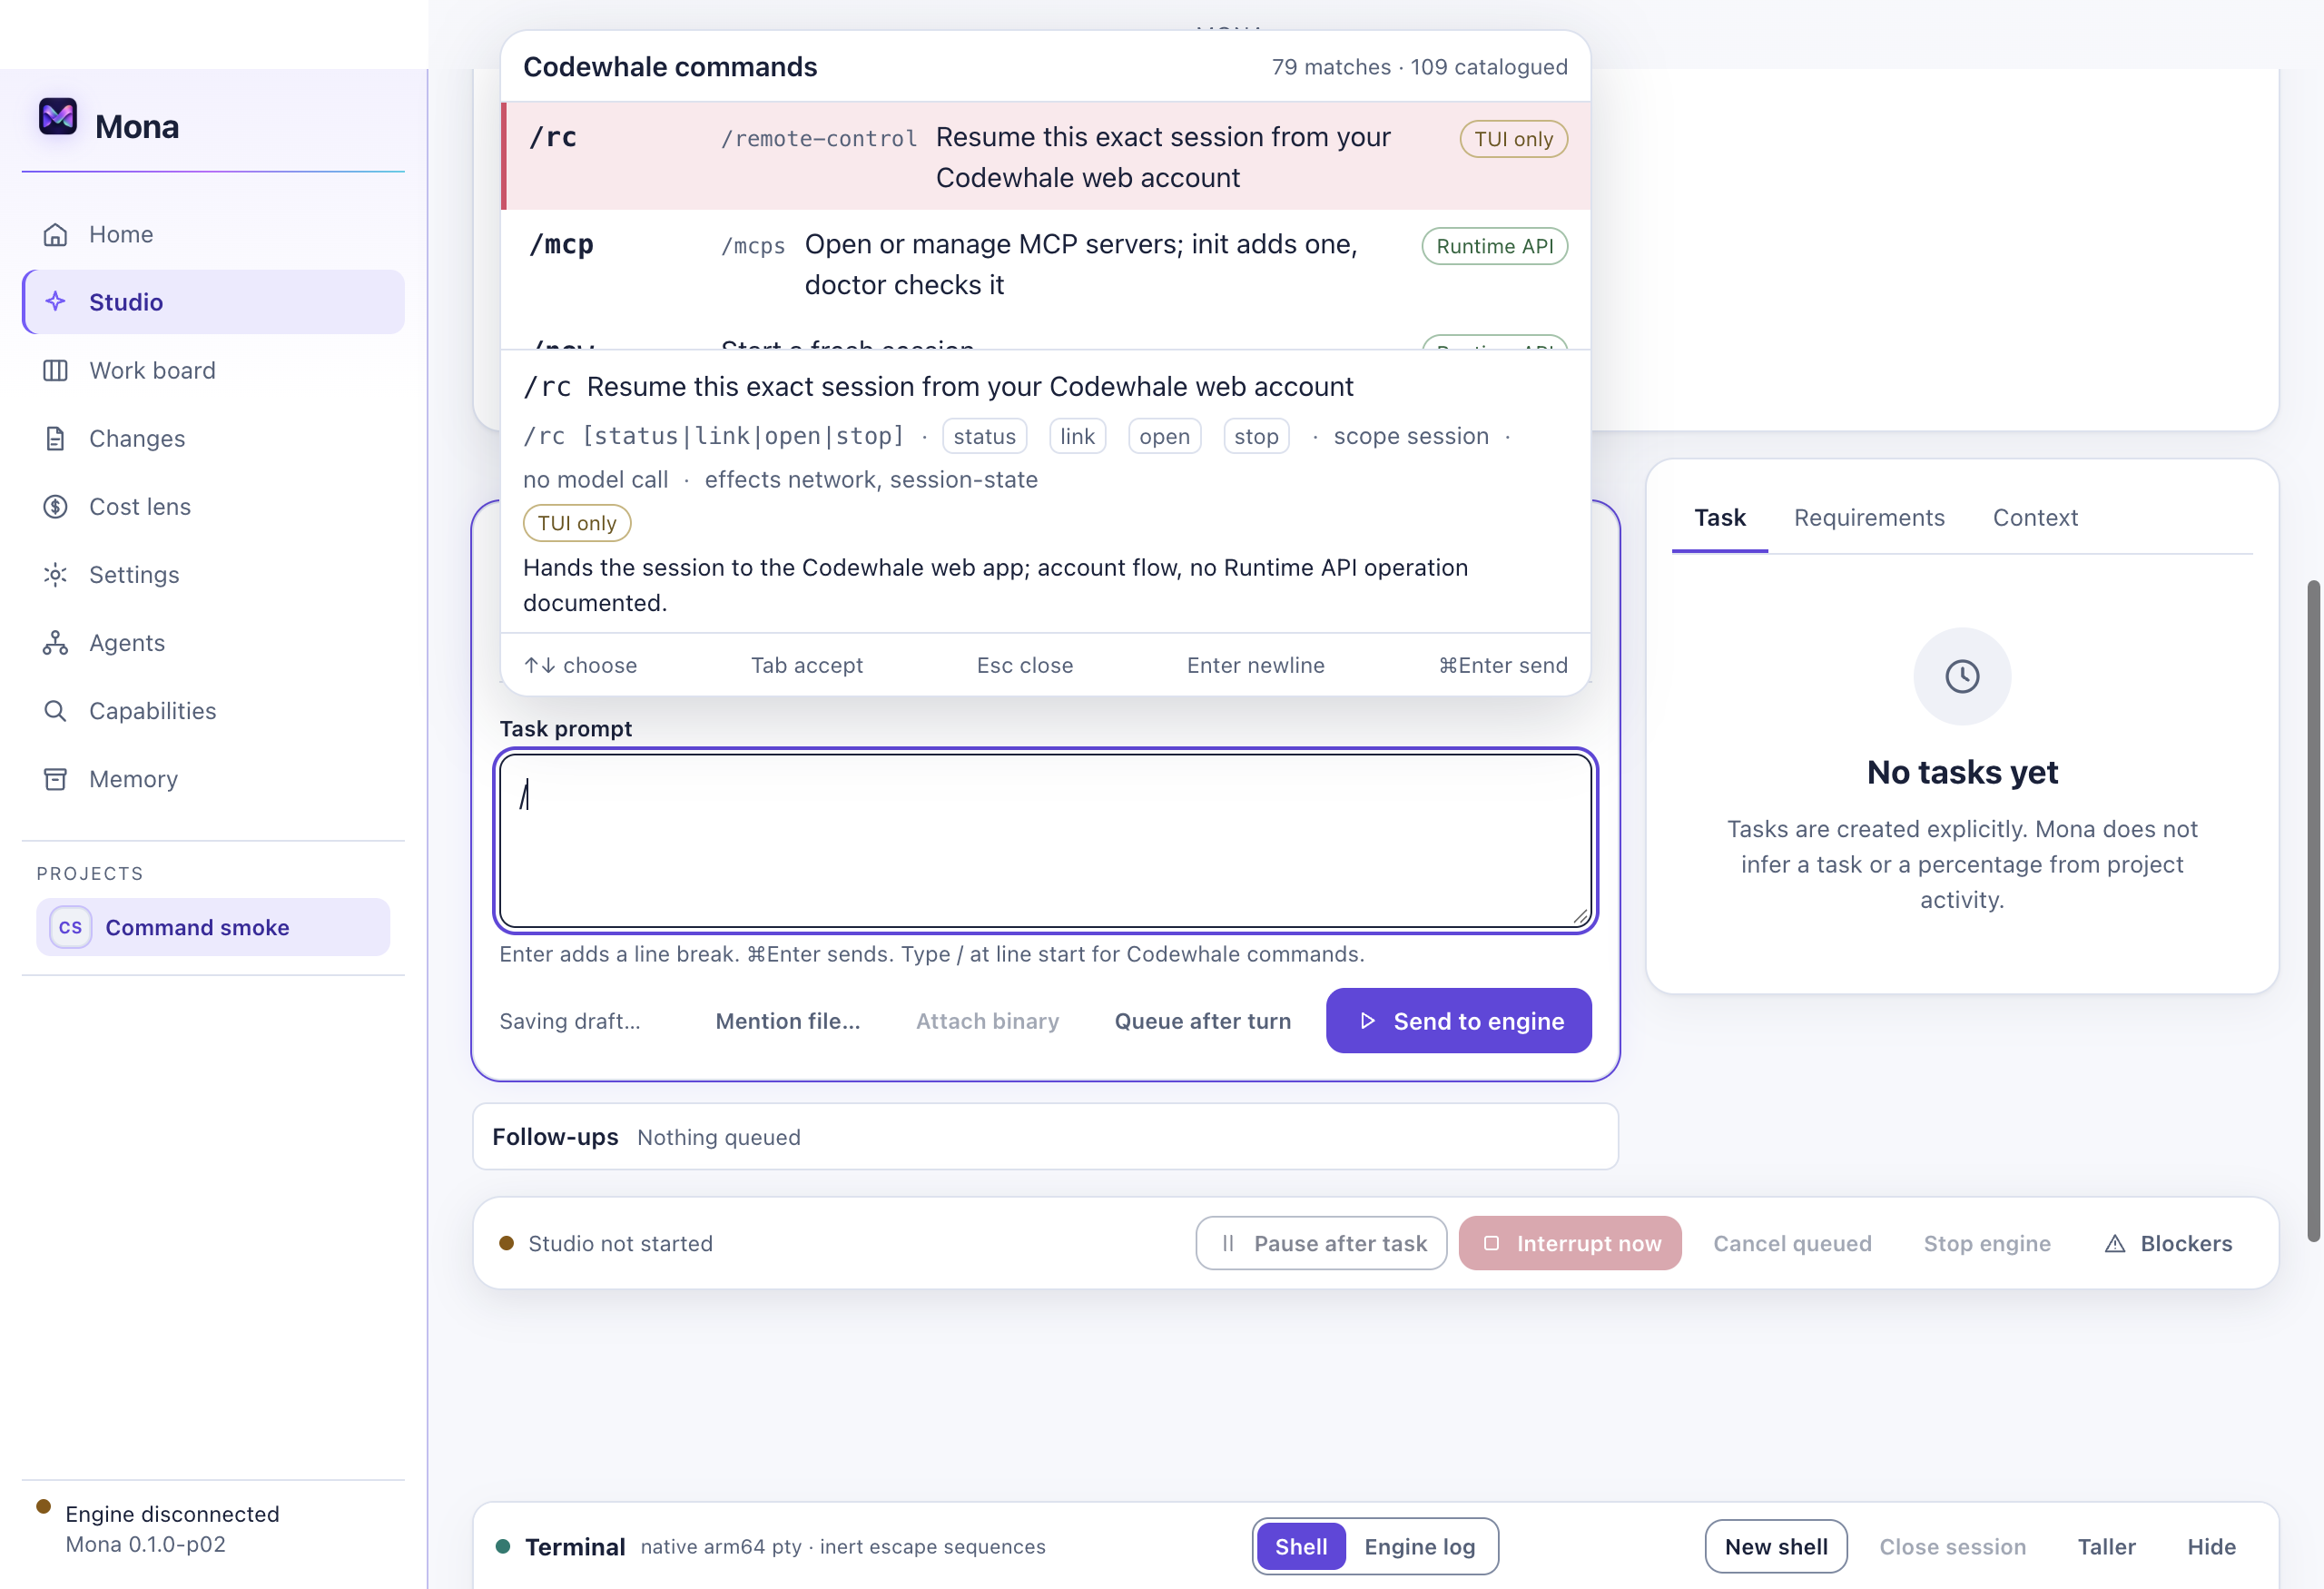 Mona
Home
Studio
Work board
Changes
Cost lens
Settings
Agents
Capabilities
Memory
PROJECTS
CS Command smoke
Engine disconnected
Mona 0.1.0-p02
Codewhale commands 79 matches · 109 catalogued
/rc /remote-control Resume this exact session from your TUI only
Codewhale web account
/mcp /mcps Open or manage MCP servers; init adds one, Runtime API
doctor checks it
/rc Resume this exact session from your Codewhale web account
/rc [status|link|open|stop] · status link open stop · scope session ·
no model call · effects network, session-state
TUI only
Hands the session to the Codewhale web app; account flow, no Runtime API operation
documented.
↑↓ choose Tab accept Esc close Enter newline ⌘Enter send
Task prompt
/
Enter adds a line break. ⌘Enter sends. Type / at line start for Codewhale commands.
Saving draft... Mention file... Attach binary Queue after turn Send to engine
Task Requirements Context
No tasks yet
Tasks are created explicitly. Mona does not
infer a task or a percentage from project
activity.
Follow-ups Nothing queued
Studio not started Pause after task Interrupt now Cancel queued Stop engine Blockers
Terminal native arm64 pty · inert escape sequences Shell Engine log New shell Close session Taller Hide